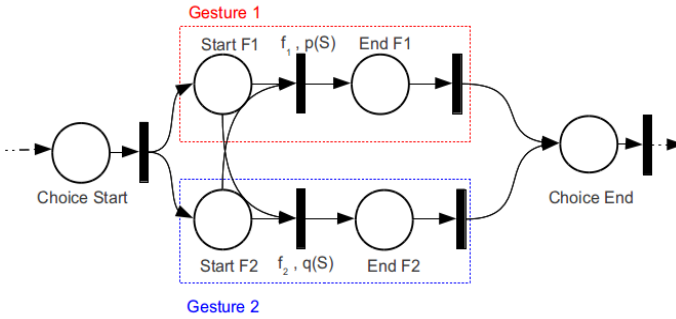 Gesture 1
Start F1
f1 , p(S)
End F1
Choice Start
Choice End
Start F2
f2 , q(S)
End F2
Gesture 2